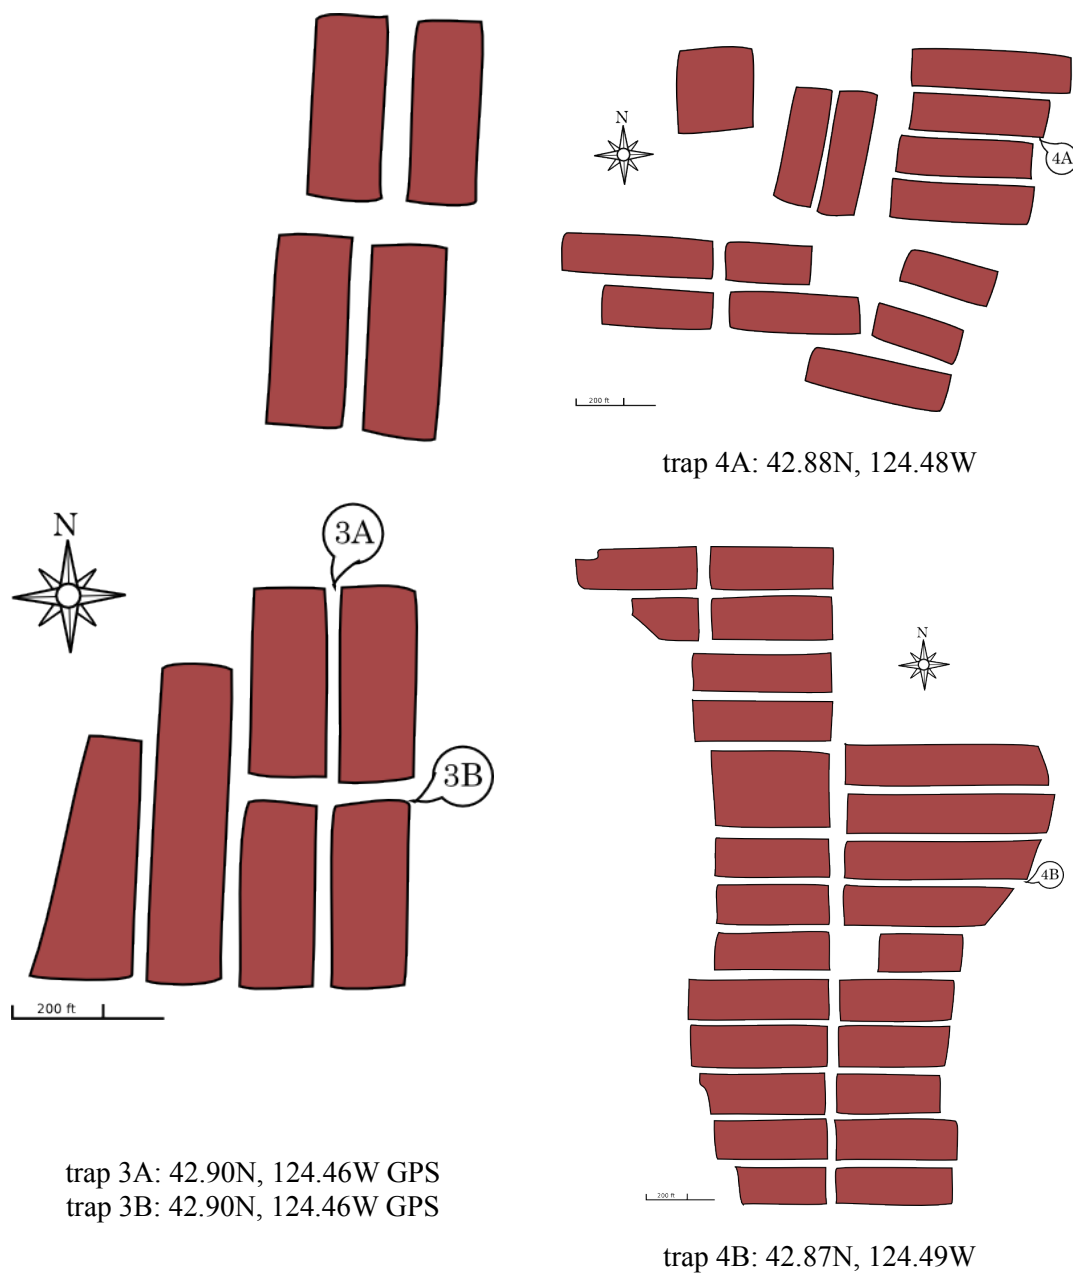 N
4A
200 ft
trap 4A: 42.88N, 124.48W
N
3A
3B
200 ft
trap 3A: 42.90N, 124.46W GPS
trap 3B: 42.90N, 124.46W GPS
N
4B
200 ft
trap 4B: 42.87N, 124.49W